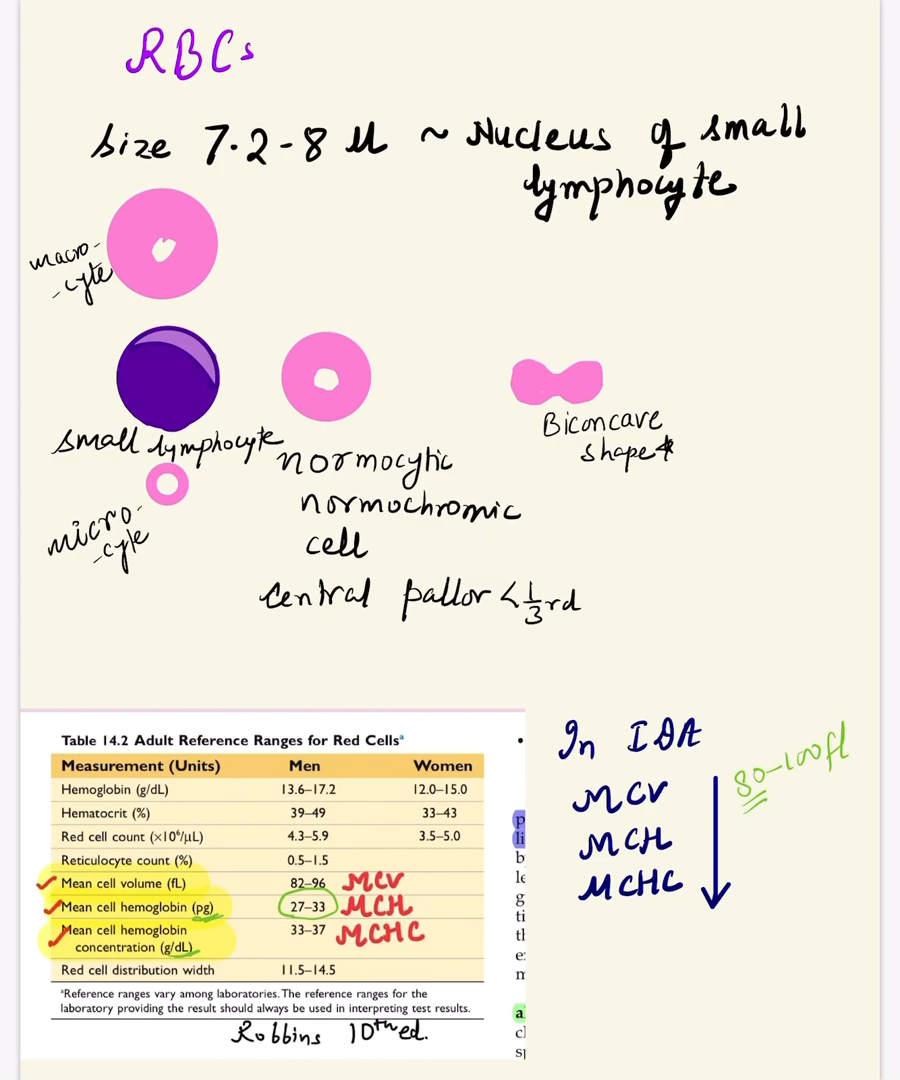 RBCs
Size 7.2-8 µ ~ Nucleus of small
lymphocyte
macro-
-cyte
small lymphocyte
micro-
-cyte
normocytic
normochromic
cell
central pallor < 1/3 rd
Biconcave
shape*
Table 14.2 Adult Reference Ranges for Red Cellsᵃ
Measurement (Units) Men Women
Hemoglobin (g/dL) 13.6–17.2 12.0–15.0
Hematocrit (%) 39–49 33–43
Red cell count (×10⁶/µL) 4.3–5.9 3.5–5.0
Reticulocyte count (%) 0.5–1.5
Mean cell volume (fL) 82–96 MCV
Mean cell hemoglobin (pg) 27–33 MCH
Mean cell hemoglobin
concentration (g/dL) 33–37 MCHC
Red cell distribution width 11.5–14.5
ᵃReference ranges vary among laboratories. The reference ranges for the
laboratory providing the result should always be used in interpreting test results.
Robbins 10th ed.
In IDA
MCV
MCH
MCHC
80-100fl